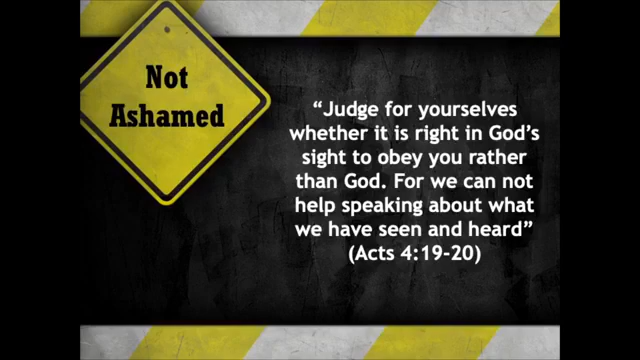 Not
Ashamed
“Judge for yourselves
whether it is right in God’s
sight to obey you rather
than God. For we can not
help speaking about what
we have seen and heard”
(Acts 4:19-20)